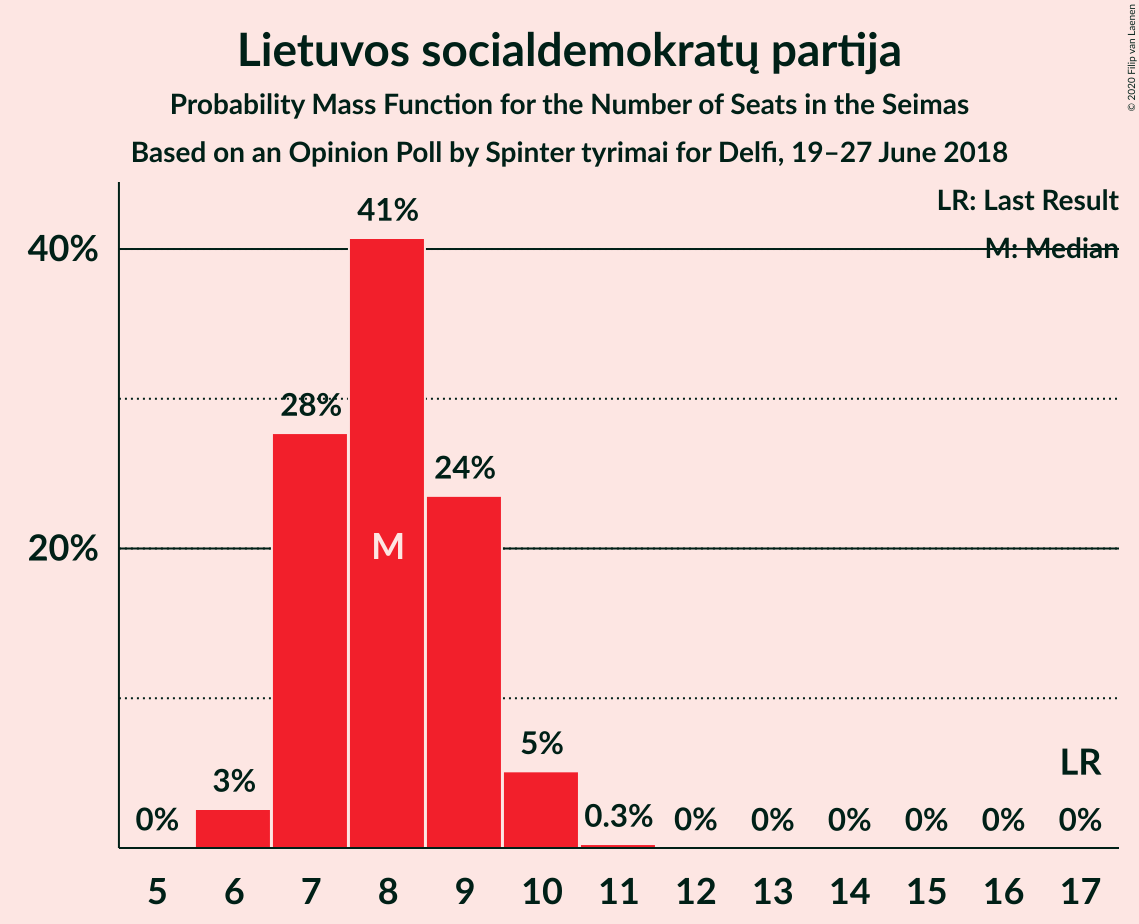 Lietuvos socialdemokratų partija
Probability Mass Function for the Number of Seats in the Seimas
Based on an Opinion Poll by Spinter tyrimai for Delfi, 19–27 June 2018
© 2020 Filip van Laenen
LR: Last Result
M: Median
41%
40%
28%
24%
20%
M
5%
3%
LR
0% 0.3% 0% 0% 0% 0% 0% 0%
5 6 7 8 9 10 11 12 13 14 15 16 17